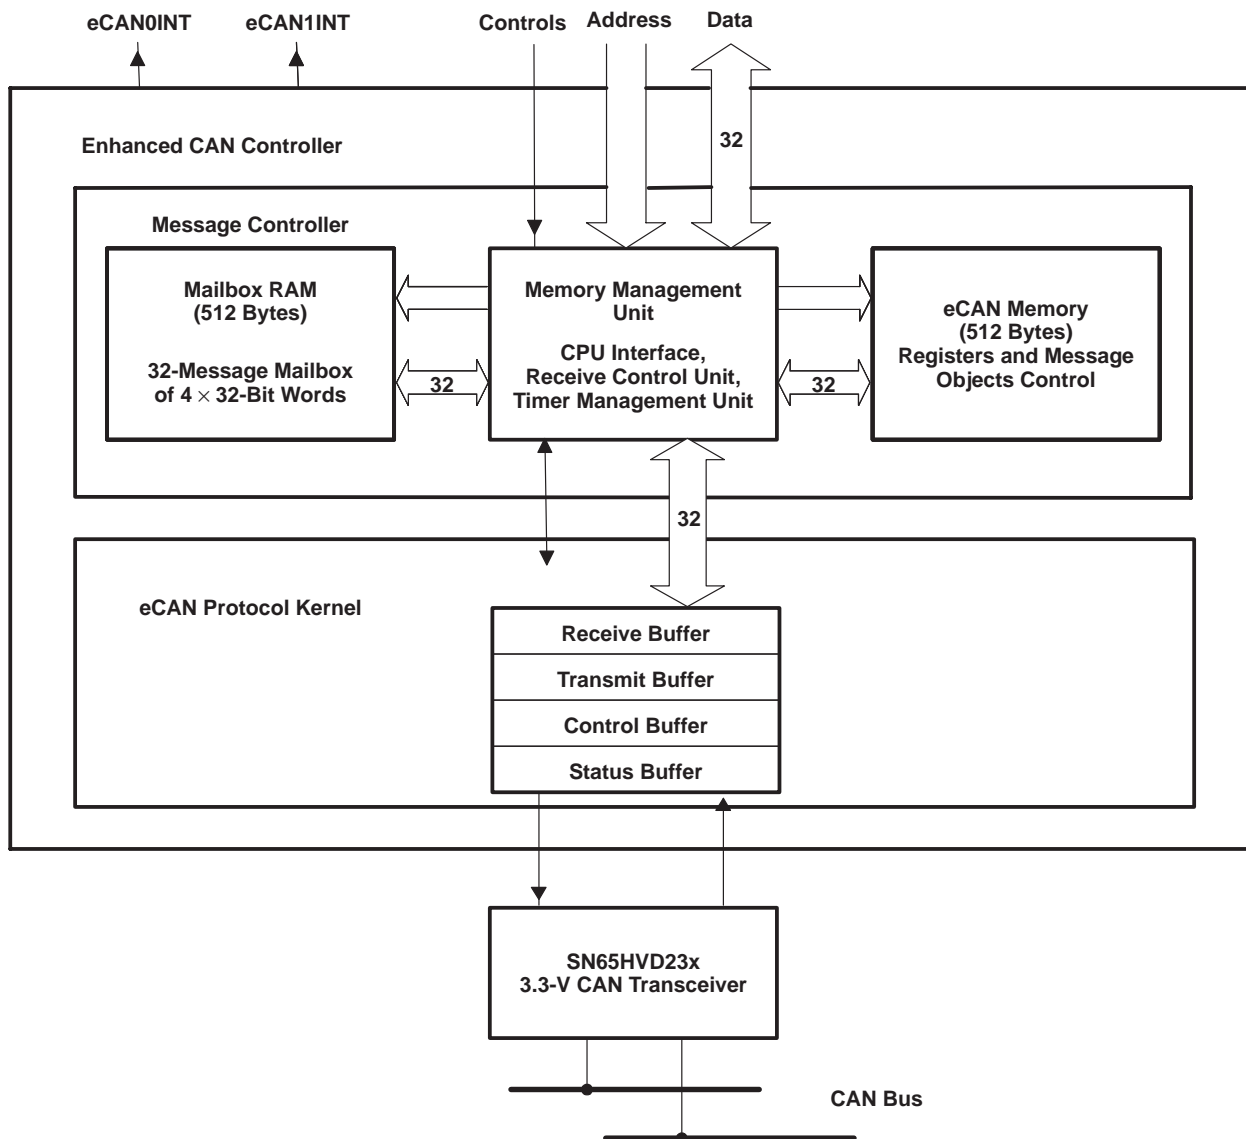 eCAN0INT
eCAN1INT
Controls
Address
Data
32
Enhanced CAN Controller
Message Controller
Mailbox RAM
(512 Bytes)
32-Message Mailbox
of 4 × 32-Bit Words
32
Memory Management
Unit
CPU Interface,
Receive Control Unit,
Timer Management Unit
32
eCAN Memory
(512 Bytes)
Registers and Message
Objects Control
32
eCAN Protocol Kernel
Receive Buffer
Transmit Buffer
Control Buffer
Status Buffer
SN65HVD23x
3.3-V CAN Transceiver
CAN Bus